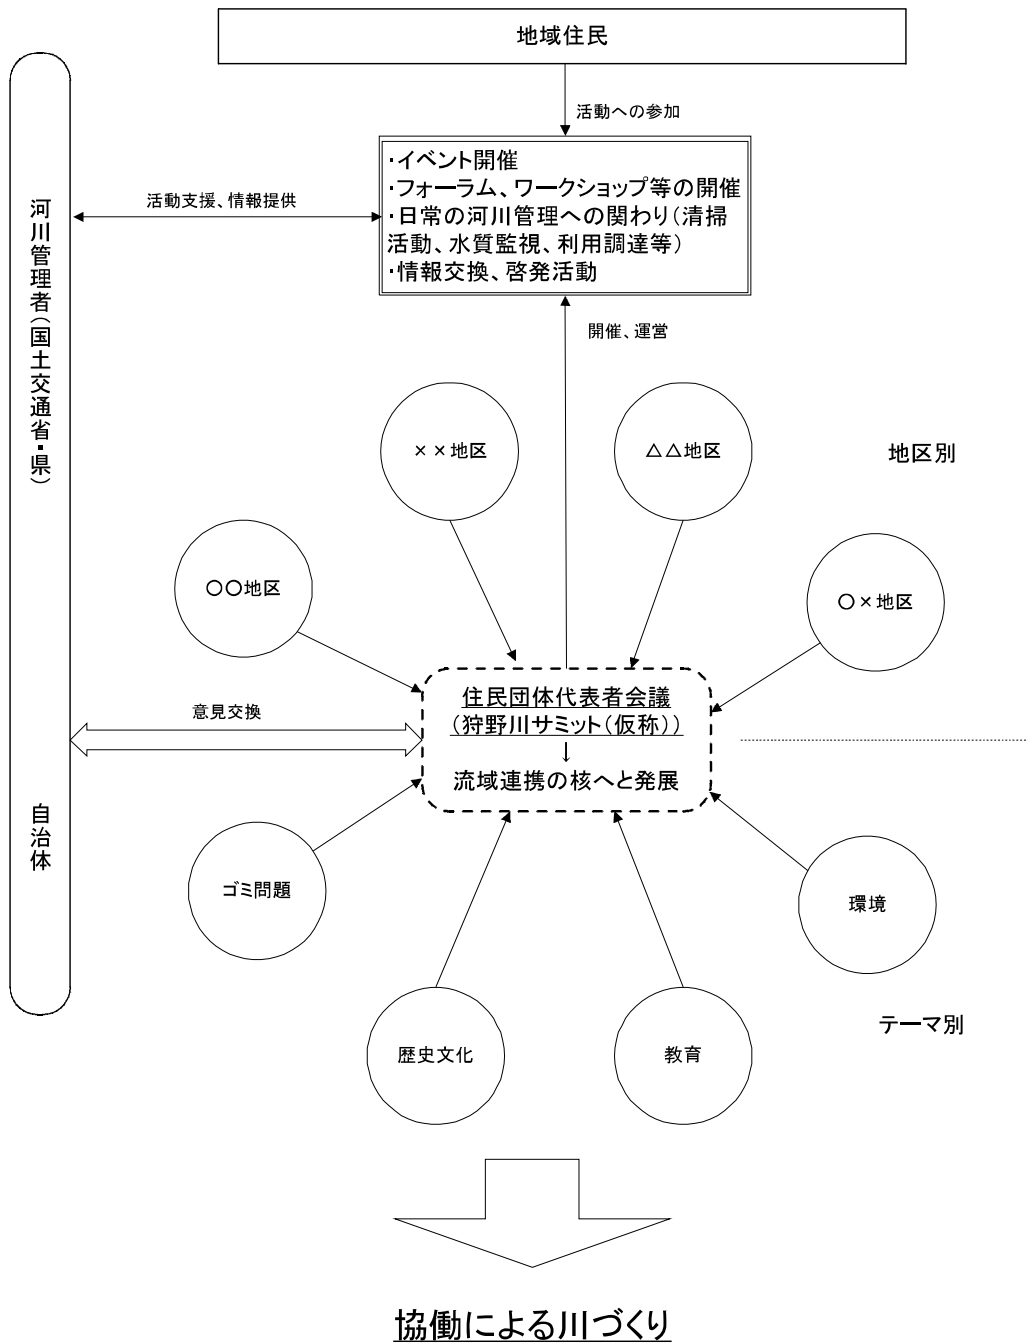 地域住民
活動への参加
・イベント開催
・フォーラム、ワークショップ等の開催
・日常の河川管理への関わり（清掃
活動、水質監視、利用調達等）
・情報交換、啓発活動
活動支援、情報提供
河川管理者（国土交通省・県）
開催、運営
××地区
△△地区
地区別
〇〇地区
〇×地区
住民団体代表者会議
（狩野川サミット（仮称））
↓
流域連携の核へと発展
意見交換
自治体
ゴミ問題
環境
歴史文化
教育
テーマ別
協働による川づくり